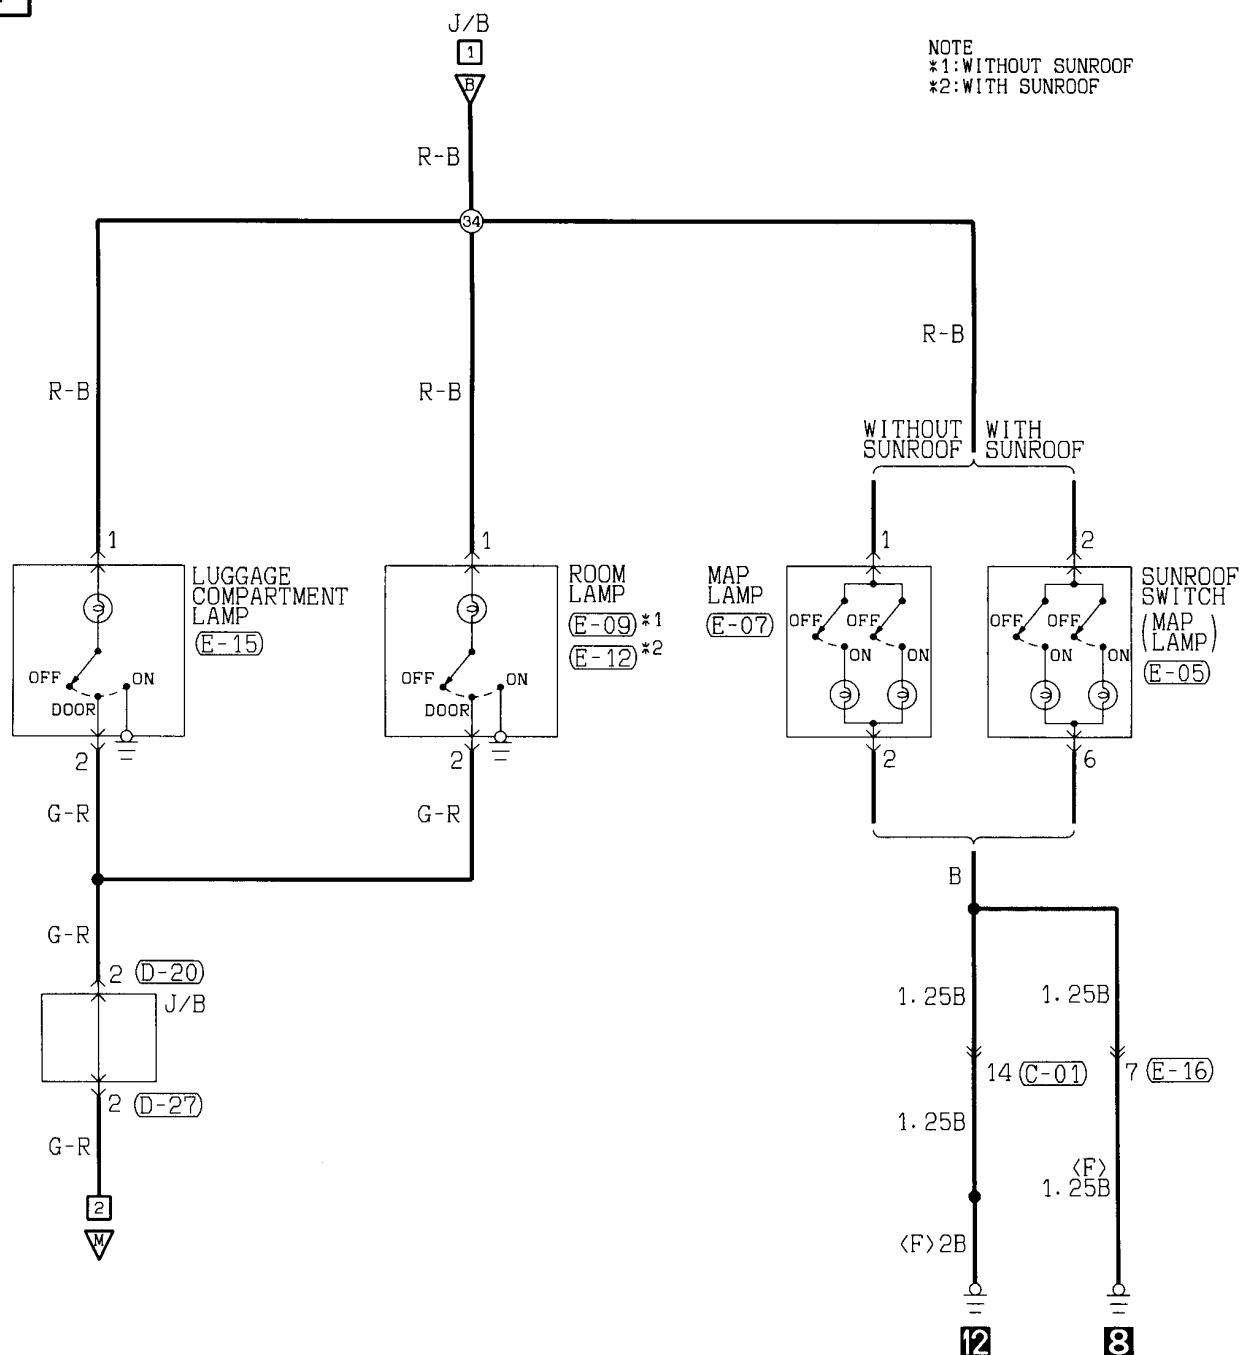 J/B
1
B
NOTE
*1:WITHOUT SUNROOF
*2:WITH SUNROOF
R-B
34
R-B
R-B
R-B
WITHOUT SUNROOF
WITH SUNROOF
1
1
1
2
LUGGAGE
COMPARTMENT
LAMP
(E-15)
OFF
ON
DOOR
2
ROOM
LAMP
(E-09)*1
(E-12)*2
OFF
ON
DOOR
2
MAP
LAMP
(E-07)
OFF
OFF
ON
ON
2
SUNROOF
SWITCH
(MAP
LAMP)
(E-05)
OFF
OFF
ON
ON
6
G-R
G-R
B
G-R
2 (D-20)
J/B
2 (D-27)
G-R
2
M
1.25B
1.25B
14 (C-01)
7 (E-16)
1.25B
<F>
1.25B
<F>2B
12
8